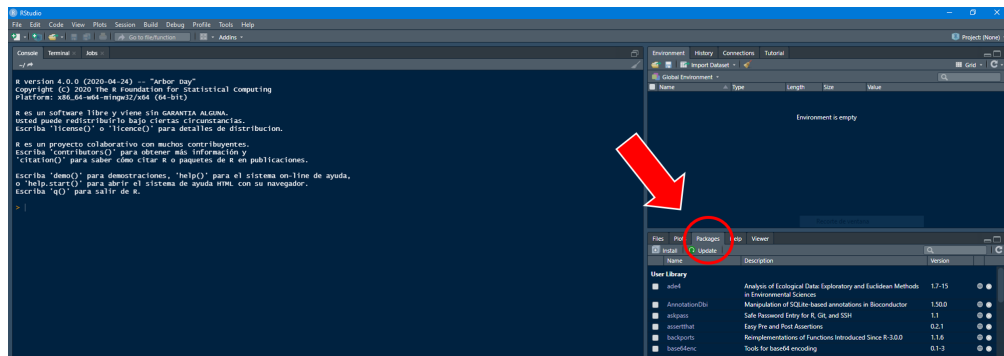 RStudio
File Edit Code View Plots Session Build Debug Profile Tools Help
Go to file/function Addins Project: (None)
Console Terminal Jobs
~/
R version 4.0.0 (2020-04-24) -- "Arbor Day"
Copyright (C) 2020 The R Foundation for Statistical Computing
Platform: x86_64-w64-mingw32/x64 (64-bit)
R es un software libre y viene sin GARANTIA ALGUNA.
Usted puede redistribuirlo bajo ciertas circunstancias.
Escriba 'license()' o 'licence()' para detalles de distribucion.
R es un proyecto colaborativo con muchos contribuyentes.
Escriba 'contributors()' para obtener más información y
'citation()' para saber cómo citar R o paquetes de R en publicaciones.
Escriba 'demo()' para demostraciones, 'help()' para el sistema on-line de ayuda,
o 'help.start()' para abrir el sistema de ayuda HTML con su navegador.
Escriba 'q()' para salir de R.
>
Environment History Connections Tutorial
Import Dataset Grid
Global Environment
Name Type Length Size Value
Environment is empty
Files Plot Packages Help Viewer
Install Update
Name Description Version
User Library
ade4 Analysis of Ecological Data: Exploratory and Euclidean Methods 1.7-15
in Environmental Sciences
AnnotationDbi Manipulation of SQLite-based annotations in Bioconductor 1.50.0
askpass Safe Password Entry for R, Git, and SSH 1.1
assertthat Easy Pre and Post Assertions 0.2.1
backports Reimplementations of Functions Introduced Since R-3.0.0 1.1.6
base64enc Tools for base64 encoding 0.1-3